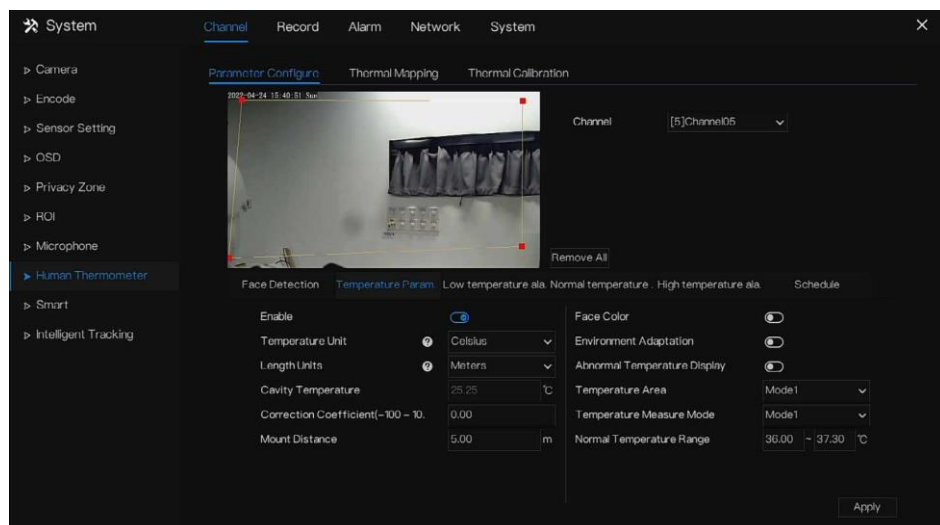 System
Channel Record Alarm Network System
Camera
Encode
Sensor Setting
OSD
Privacy Zone
ROI
Microphone
Human Thermometer
Smart
Intelligent Tracking
Parameter Configure Thermal Mapping Thermal Calibration
2022-04-24 15:40:51 Sun
Channel [5]Channel05
Remove All
Face Detection Temperature Param. Low temperature ala. Normal temperature . High temperature ala. Schedule
Enable Face Color
Temperature Unit Celsius Environment Adaptation
Length Units Meters Abnormal Temperature Display
Cavity Temperature 25.25 ℃ Temperature Area Mode1
Correction Coefficient(-100 ~ 10. 0.00 Temperature Measure Mode Mode1
Mount Distance 5.00 m Normal Temperature Range 36.00 ~ 37.30 ℃
Apply